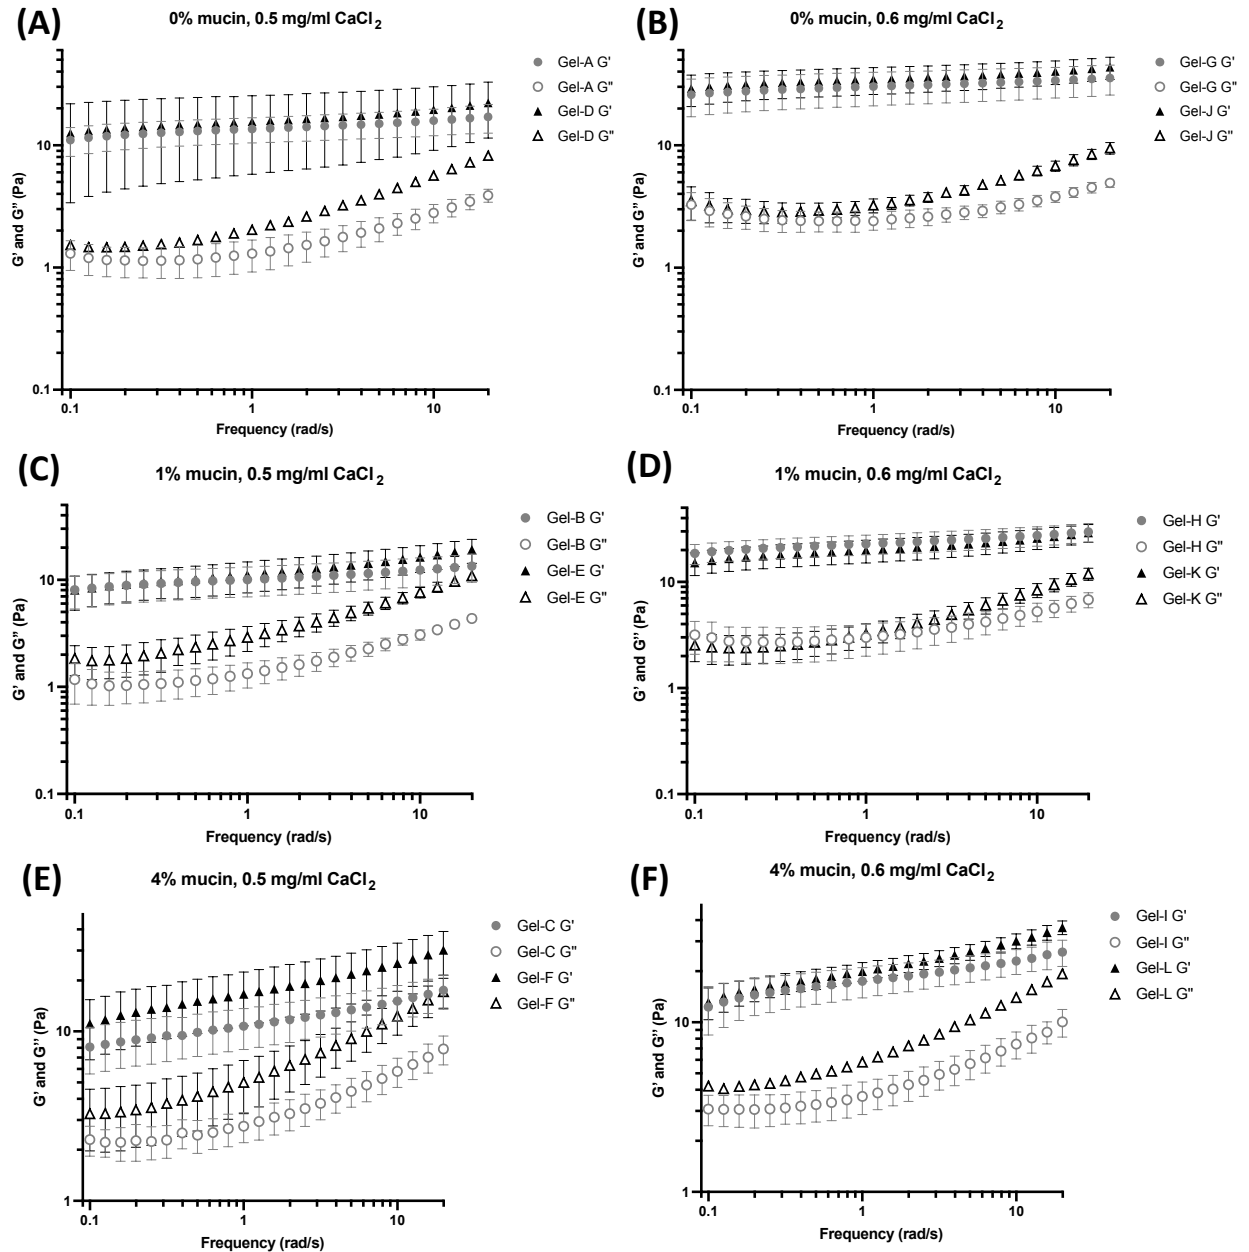 (A)
0% mucin, 0.5 mg/ml CaCl2
G' and G'' (Pa)
10
1
0.1
0.1 1 10
Frequency (rad/s)
Gel-A G'
Gel-A G"
Gel-D G'
Gel-D G"
(B)
0% mucin, 0.6 mg/ml CaCl2
G' and G'' (Pa)
10
1
0.1
0.1 1 10
Frequency (rad/s)
Gel-G G'
Gel-G G"
Gel-J G'
Gel-J G"
(C)
1% mucin, 0.5 mg/ml CaCl2
G' and G'' (Pa)
10
1
0.1
0.1 1 10
Frequency (rad/s)
Gel-B G'
Gel-B G"
Gel-E G'
Gel-E G"
(D)
1% mucin, 0.6 mg/ml CaCl2
G' and G'' (Pa)
10
1
0.1
0.1 1 10
Frequency (rad/s)
Gel-H G'
Gel-H G"
Gel-K G'
Gel-K G"
(E)
4% mucin, 0.5 mg/ml CaCl2
G' and G'' (Pa)
10
1
0.1 1 10
Frequency (rad/s)
Gel-C G'
Gel-C G"
Gel-F G'
Gel-F G"
(F)
4% mucin, 0.6 mg/ml CaCl2
G' and G'' (Pa)
10
1
0.1 1 10
Frequency (rad/s)
Gel-I G'
Gel-I G"
Gel-L G'
Gel-L G"